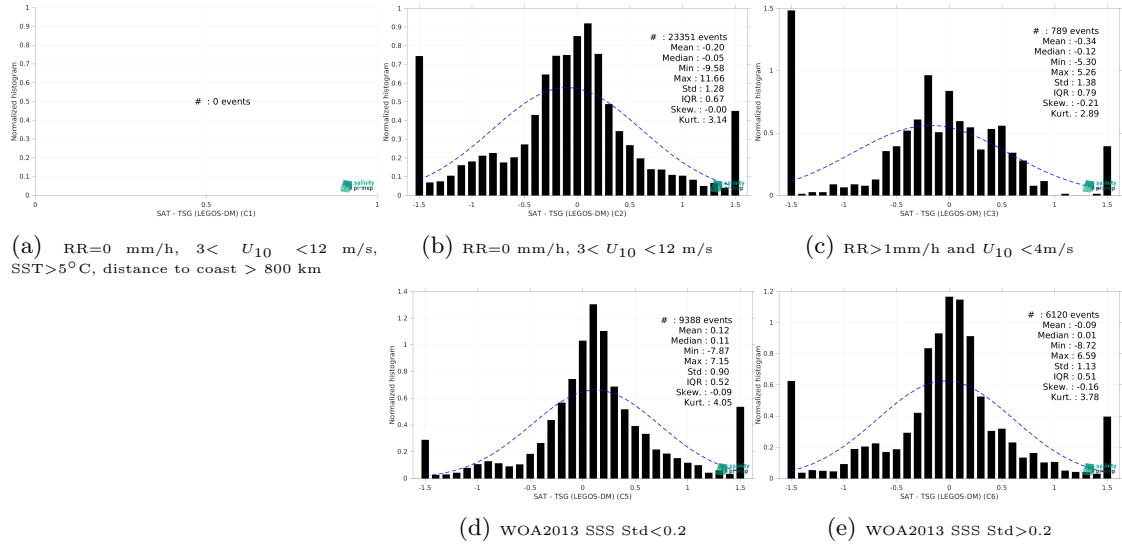 1
0.9
0.8
0.7
0.6
0.5
0.4
0.3
0.2
0.1
0
Normalized histogram
# : 0 events
0 0.5 1
SAT - TSG (LEGOS-DM) (C1)
salinity
pi-mep
(a) RR=0 mm/h, 3< U10 <12 m/s,
SST>5°C, distance to coast > 800 km
1
0.9
0.8
0.7
0.6
0.5
0.4
0.3
0.2
0.1
0
Normalized histogram
# : 23351 events
Mean : -0.20
Median : -0.05
Min : -9.58
Max : 11.66
Std : 1.28
IQR : 0.67
Skew. : -0.00
Kurt. : 3.14
-1.5 -1 -0.5 0 0.5 1 1.5
SAT - TSG (LEGOS-DM) (C2)
salinity
pi-mep
(b) RR=0 mm/h, 3< U10 <12 m/s
1.5
1
0.5
0
Normalized histogram
# : 789 events
Mean : -0.34
Median : -0.12
Min : -5.30
Max : 5.26
Std : 1.38
IQR : 0.79
Skew. : -0.21
Kurt. : 2.89
-1.5 -1 -0.5 0 0.5 1 1.5
SAT - TSG (LEGOS-DM) (C3)
salinity
pi-mep
(c) RR>1mm/h and U10 <4m/s
1.4
1.2
1
0.8
0.6
0.4
0.2
0
Normalized histogram
# : 9388 events
Mean : 0.12
Median : 0.11
Min : -7.87
Max : 7.15
Std : 0.90
IQR : 0.52
Skew. : -0.09
Kurt. : 4.05
-1.5 -1 -0.5 0 0.5 1 1.5
SAT - TSG (LEGOS-DM) (C5)
salinity
pi-mep
(d) WOA2013 SSS Std<0.2
1.2
1
0.8
0.6
0.4
0.2
0
Normalized histogram
# : 6120 events
Mean : -0.09
Median : 0.01
Min : -8.72
Max : 6.59
Std : 1.13
IQR : 0.51
Skew. : -0.16
Kurt. : 3.78
-1.5 -1 -0.5 0 0.5 1 1.5
SAT - TSG (LEGOS-DM) (C6)
salinity
pi-mep
(e) WOA2013 SSS Std>0.2